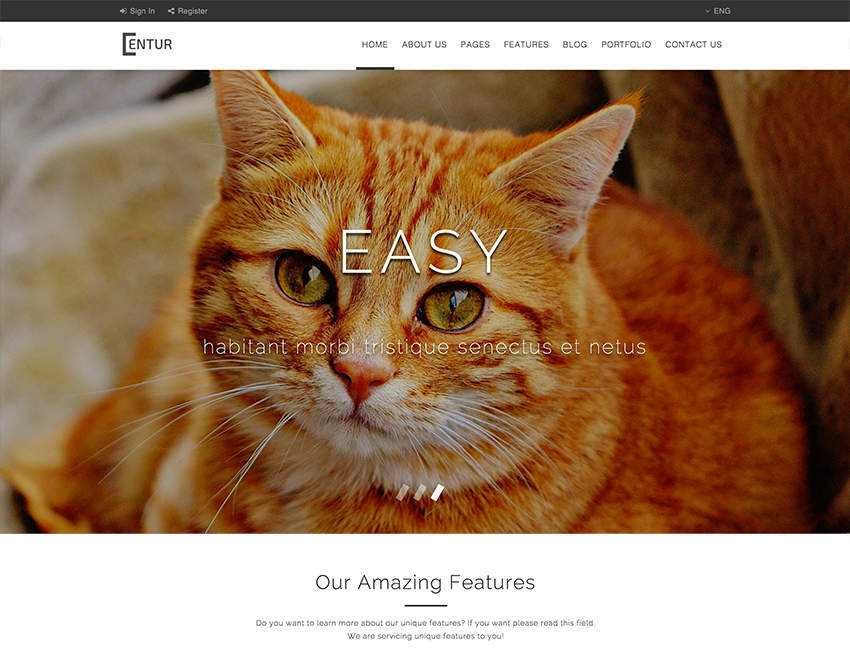 Sign In Register ENG
CENTUR
HOME ABOUT US PAGES FEATURES BLOG PORTFOLIO CONTACT US
EASY
habitant morbi tristique senectus et netus
Our Amazing Features
Do you want to learn more about our unique features? If you want please read this field.
We are servicing unique features to you!